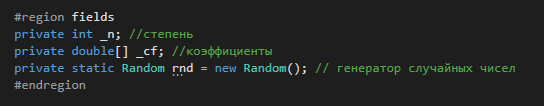 #region fields
private int _n; //степень
private double[] _cf; //коэффициенты
private static Random rnd = new Random(); // генератор случайных чисел
#endregion